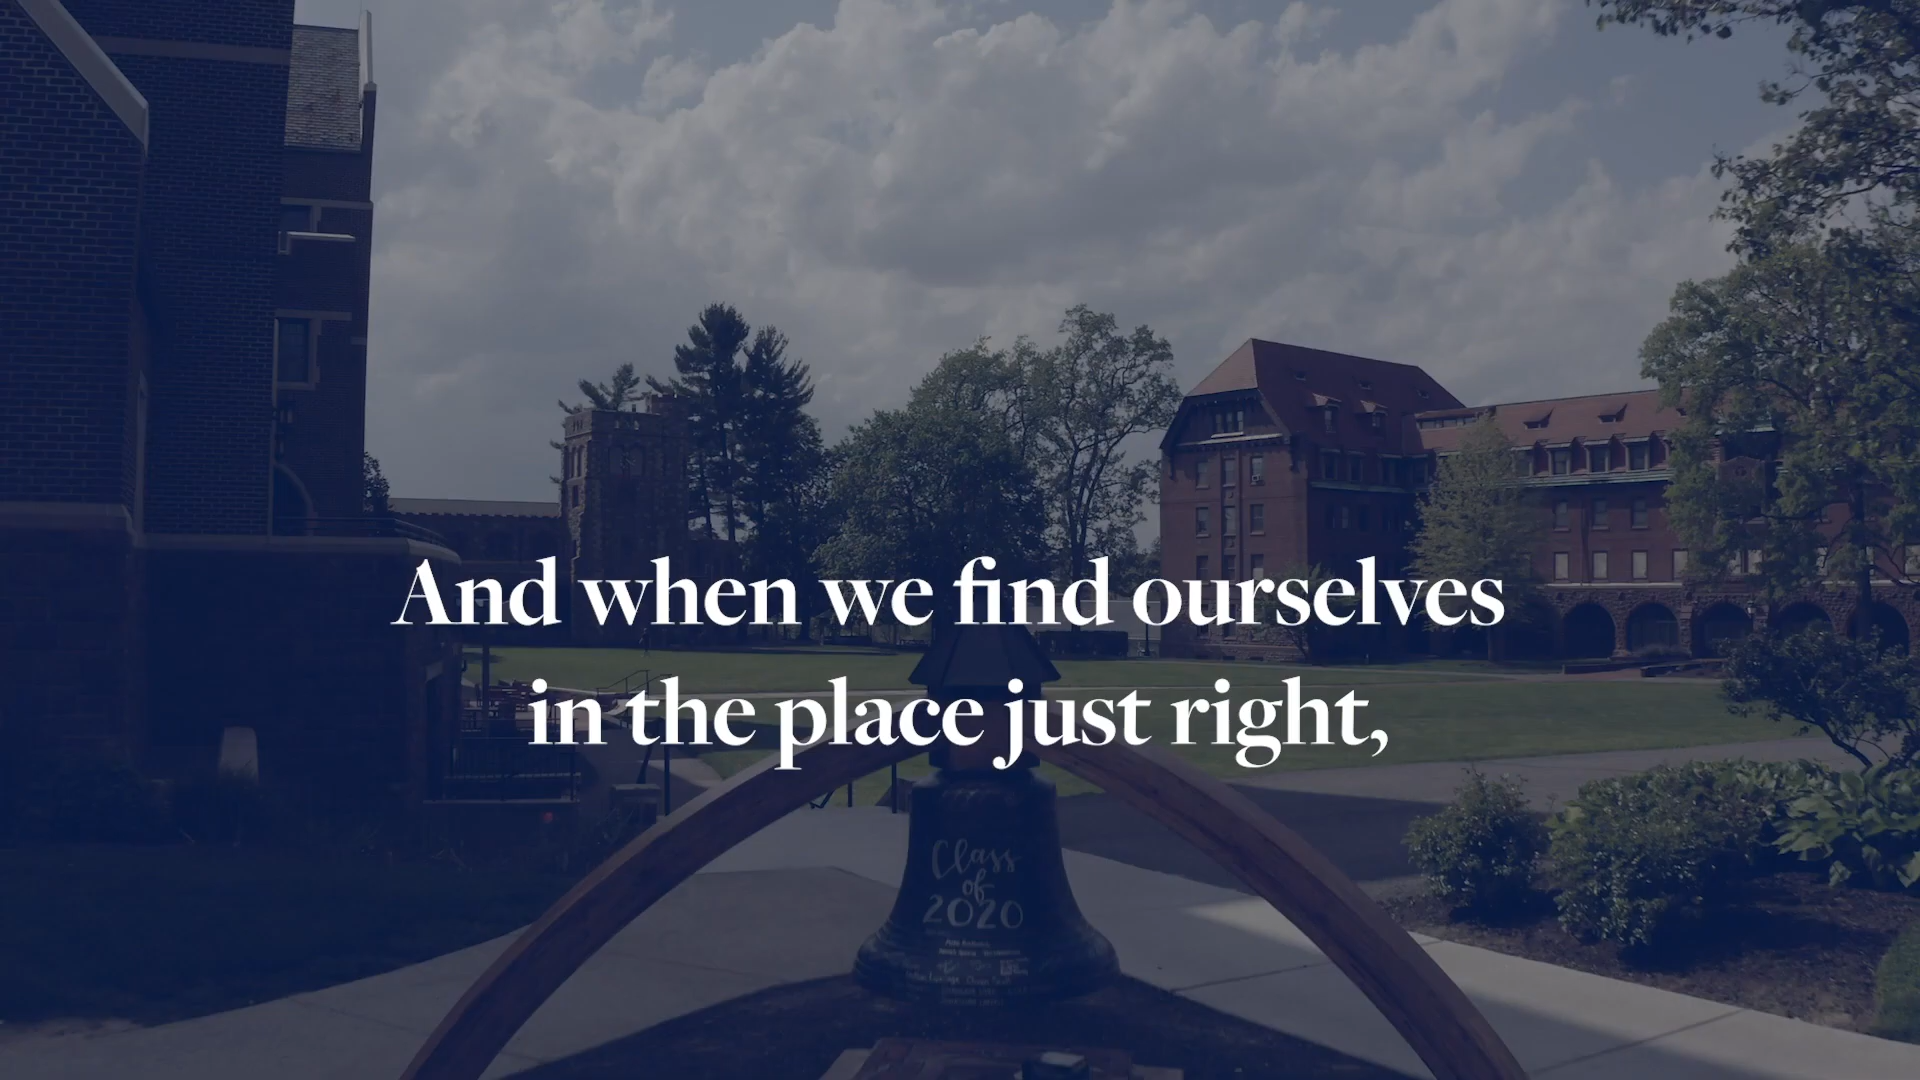 And when we find ourselves
in the place just right,
Class
of
2020